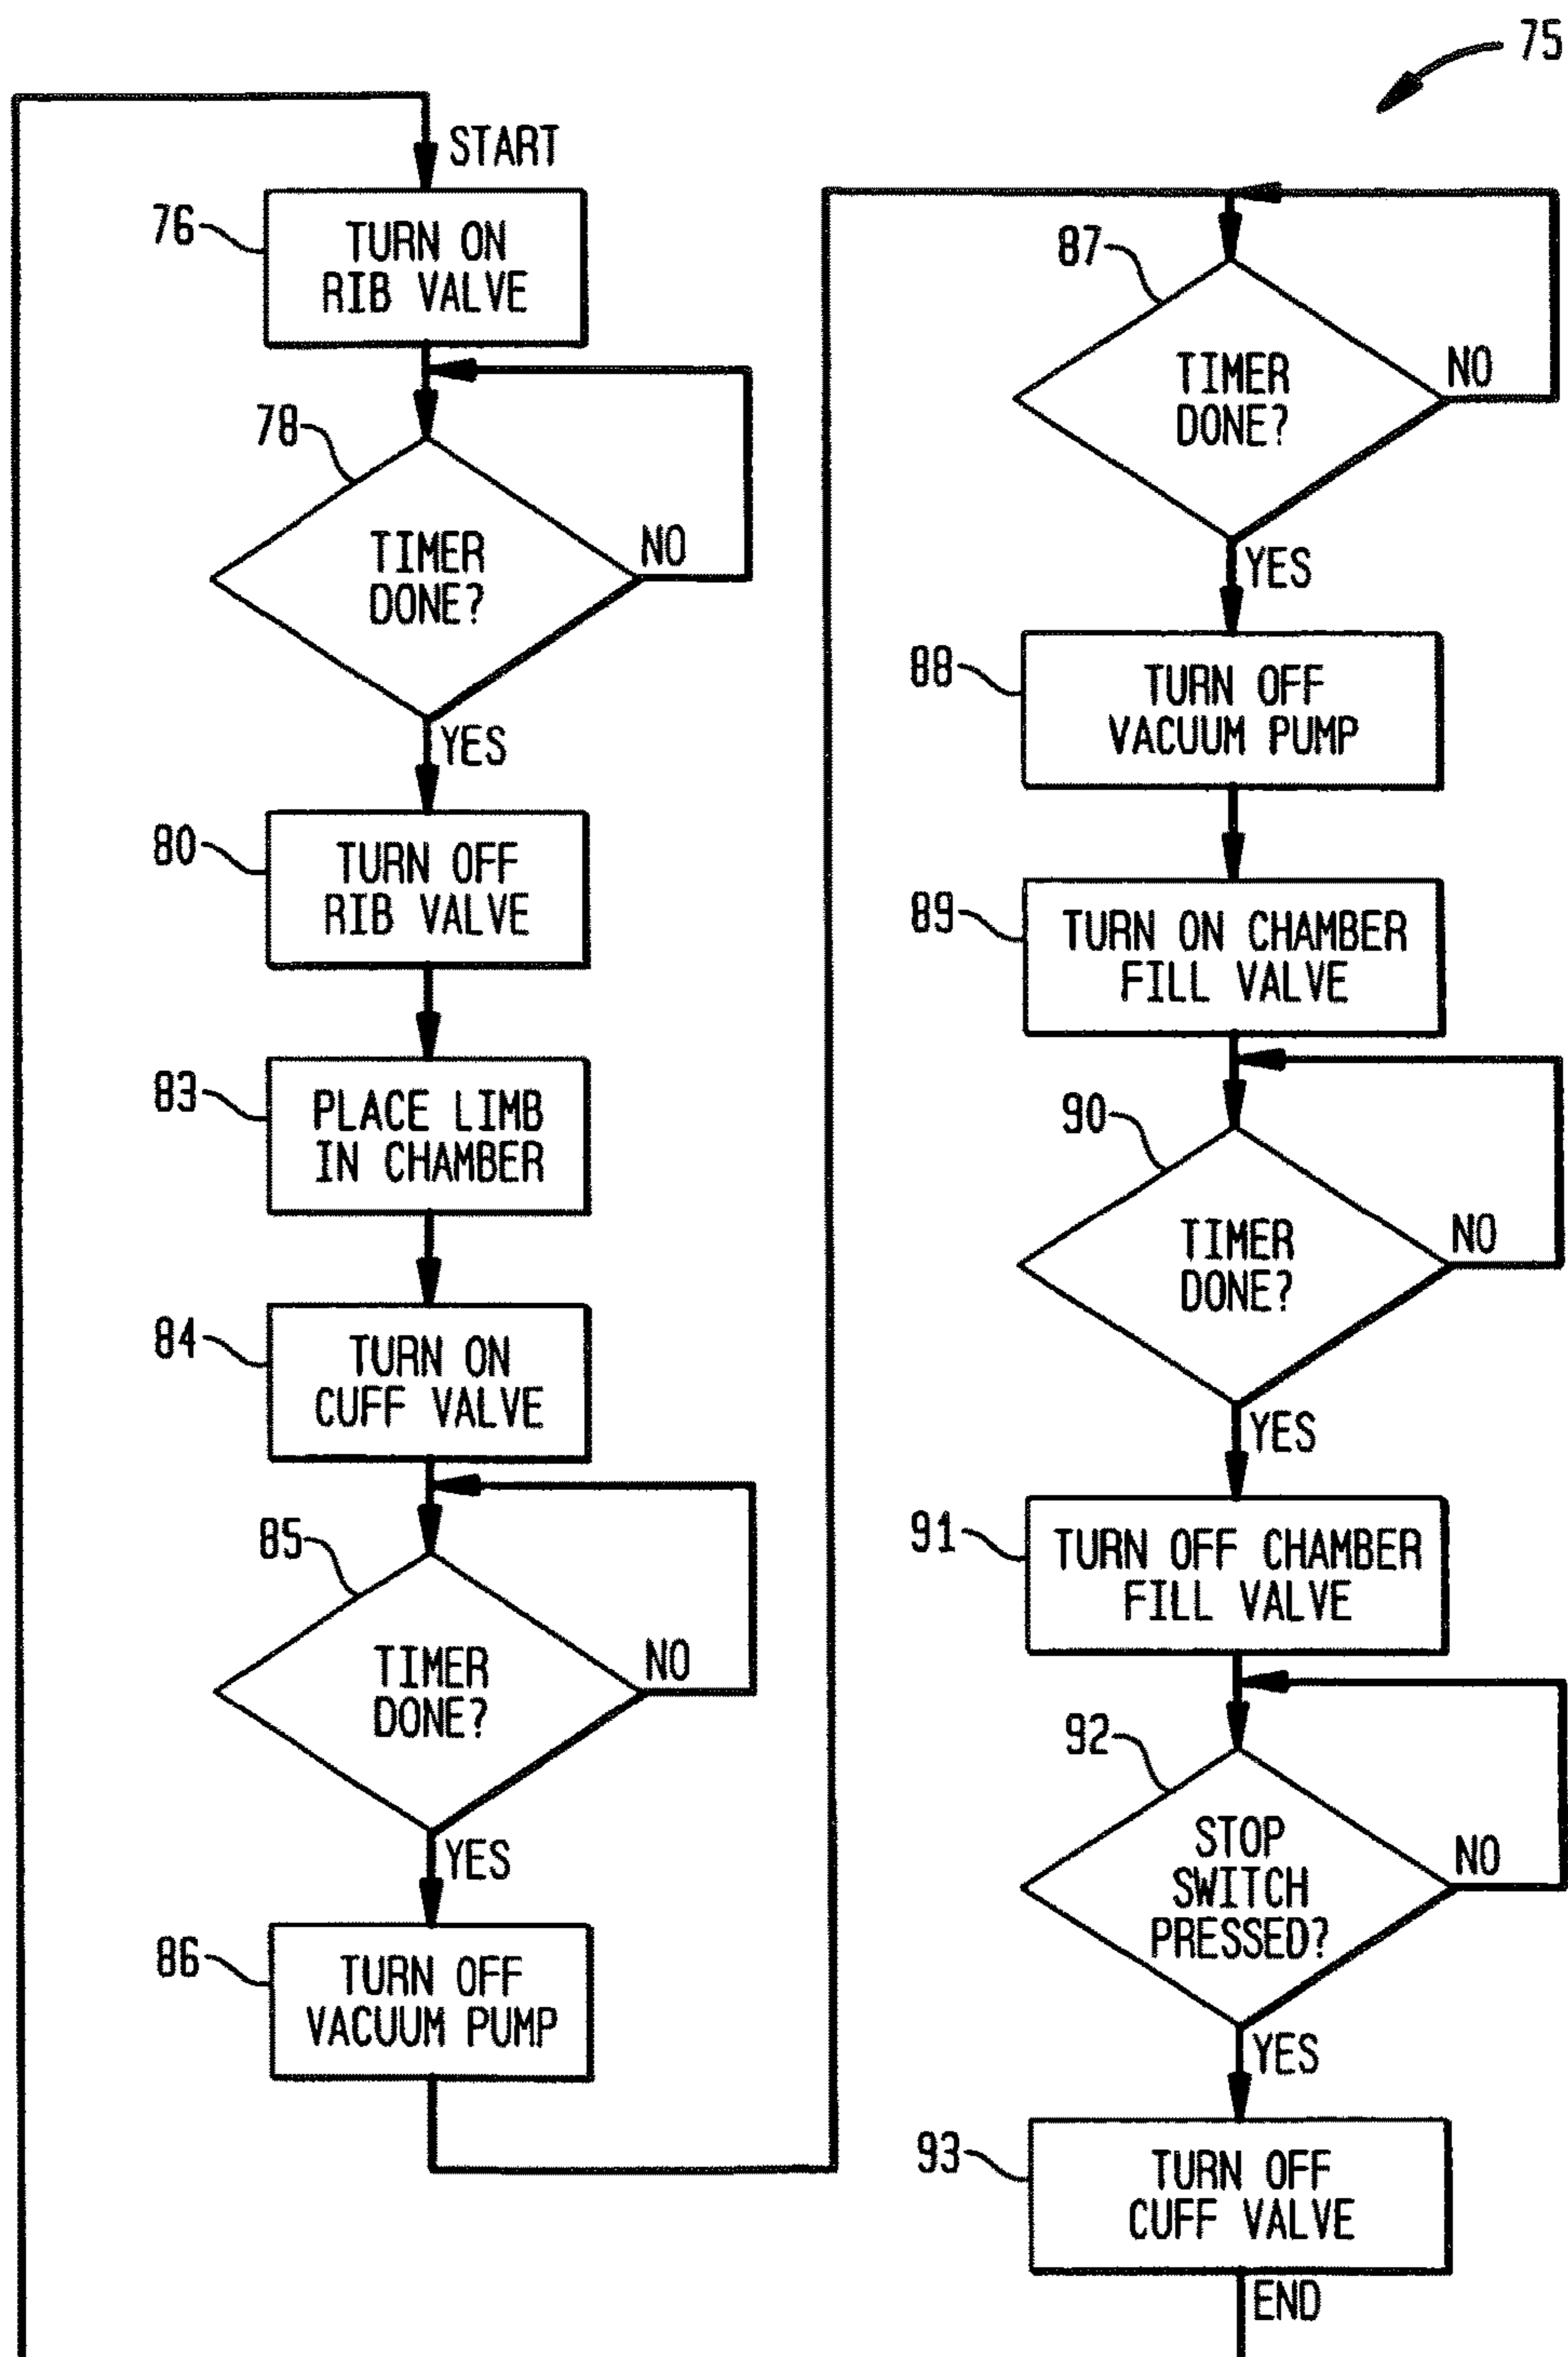 75
START
76
TURN ON
RIB VALVE
78
TIMER
DONE?
NO
YES
80
TURN OFF
RIB VALVE
83
PLACE LIMB
IN CHAMBER
84
TURN ON
CUFF VALVE
85
TIMER
DONE?
NO
YES
86
TURN OFF
VACUUM PUMP
87
TIMER
DONE?
NO
YES
88
TURN OFF
VACUUM PUMP
89
TURN ON CHAMBER
FILL VALVE
90
TIMER
DONE?
NO
YES
91
TURN OFF CHAMBER
FILL VALVE
92
STOP
SWITCH
PRESSED?
NO
YES
93
TURN OFF
CUFF VALVE
END